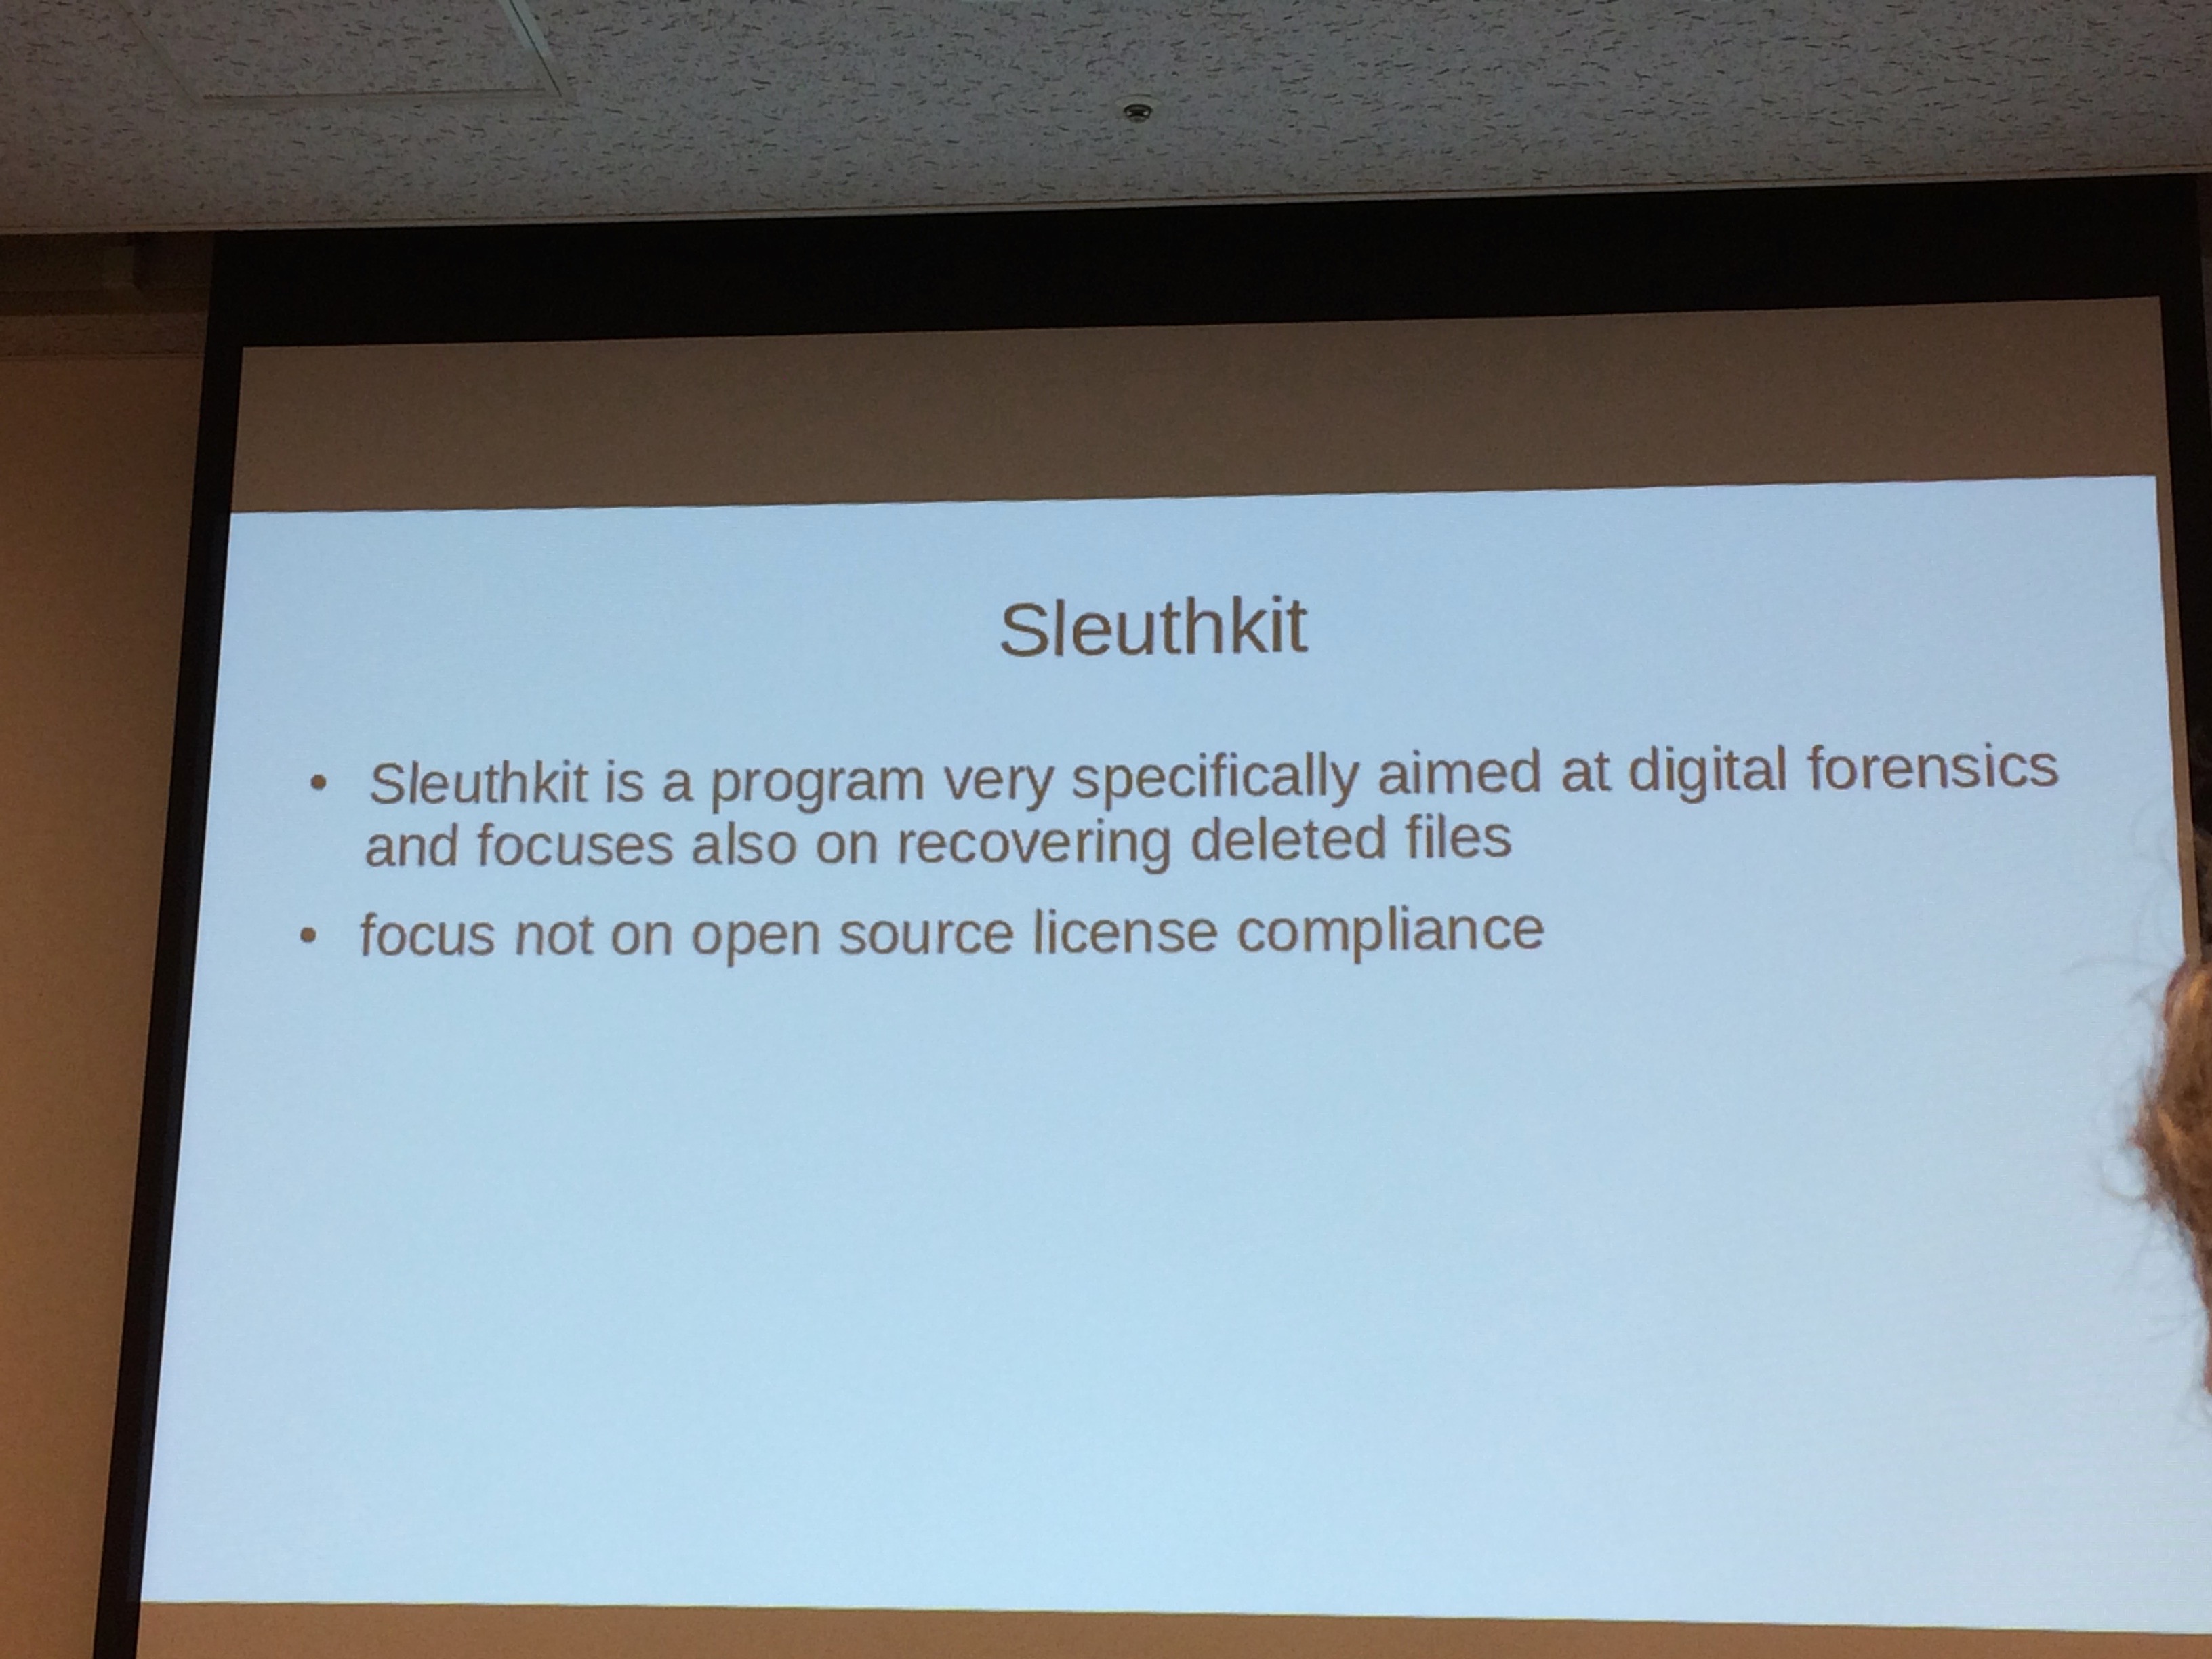 Sleuthkit
• Sleuthkit is a program very specifically aimed at digital forensics
and focuses also on recovering deleted files
• focus not on open source license compliance